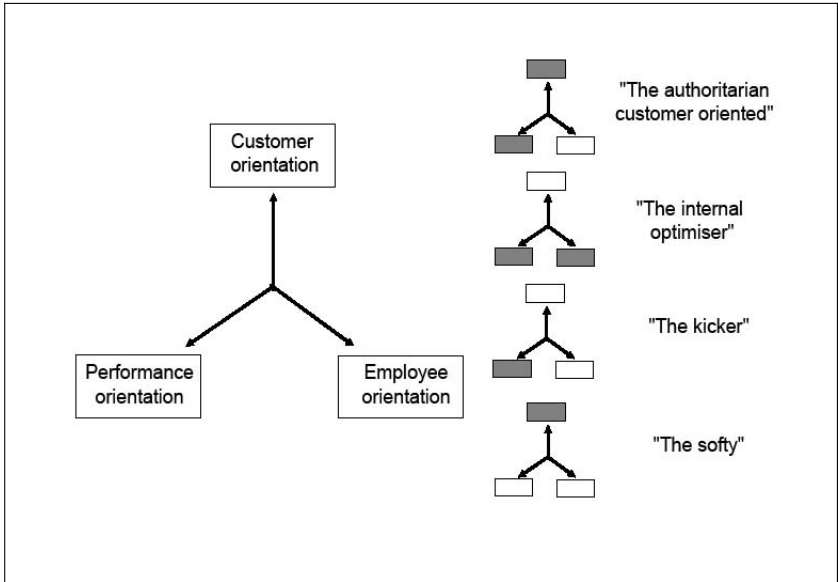 Customer
orientation
Performance
orientation
Employee
orientation
"The authoritarian
customer oriented"
"The internal
optimiser"
"The kicker"
"The softy"